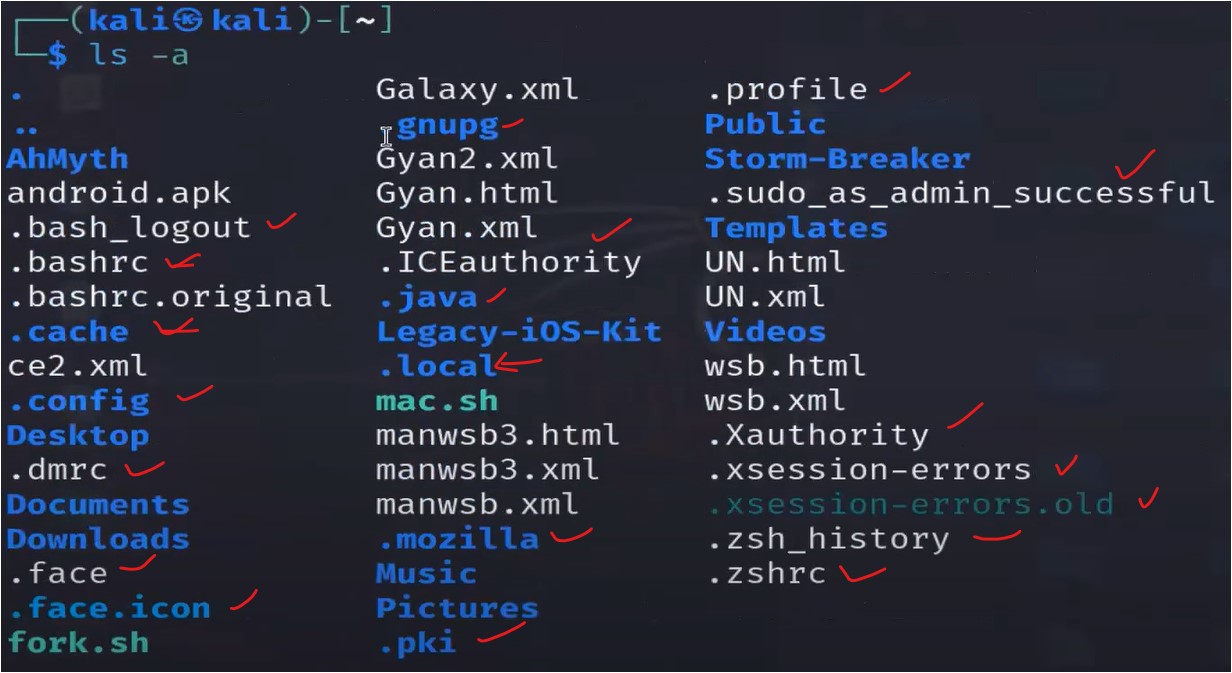 (kali㉿kali)-[~]
$ ls -a
.
..
AhMyth
android.apk
.bash_logout
.bashrc
.bashrc.original
.cache
ce2.xml
.config
Desktop
.dmrc
Documents
Downloads
.face
.face.icon
fork.sh
Galaxy.xml
.gnupg
Gyan2.xml
Gyan.html
Gyan.xml
.ICEauthority
.java
Legacy-iOS-Kit
.local
mac.sh
manwsb3.html
manwsb3.xml
manwsb.xml
.mozilla
Music
Pictures
.pki
.profile
Public
Storm-Breaker
.sudo_as_admin_successful
Templates
UN.html
UN.xml
Videos
wsb.html
wsb.xml
.Xauthority
.xsession-errors
.xsession-errors.old
.zsh_history
.zshrc